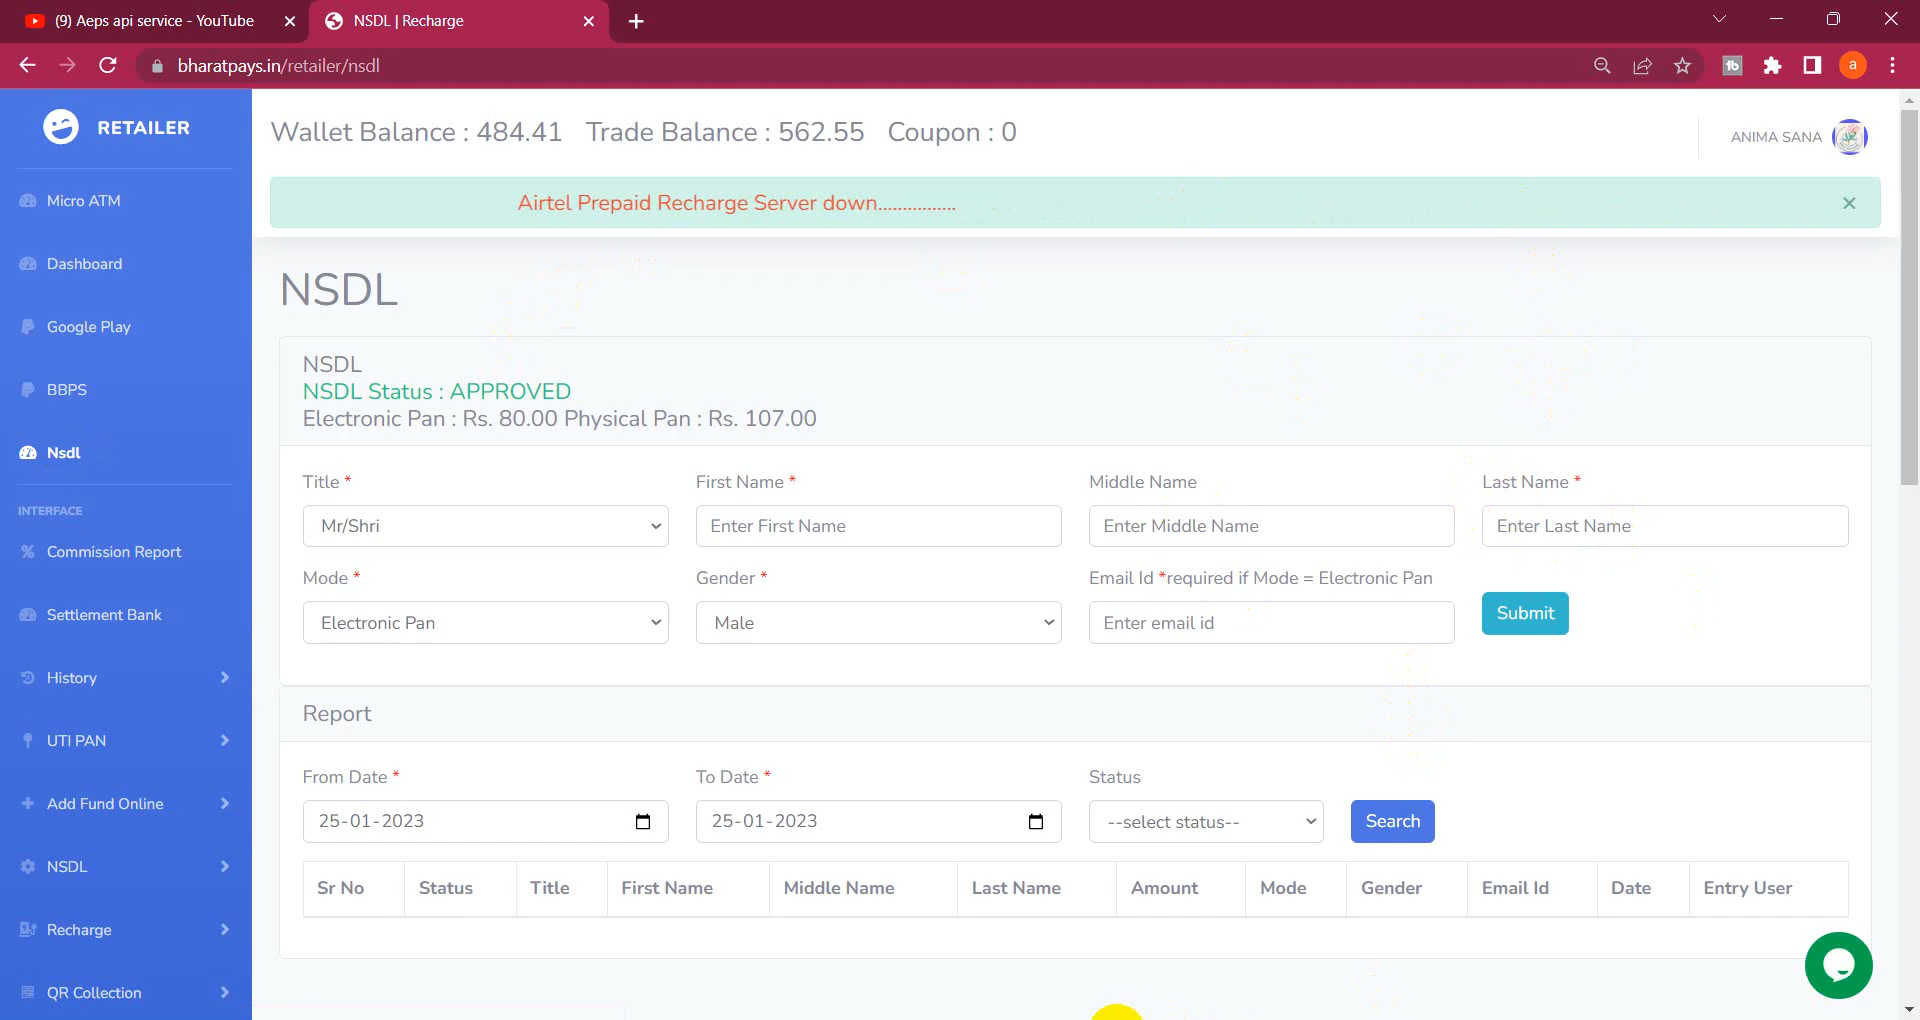 (9) Aeps api service - YouTube
NSDL | Recharge
bharatpays.in/retailer/nsdl
a
RETAILER
Wallet Balance : 484.41 Trade Balance : 562.55 Coupon : 0
ANIMA SANA
Airtel Prepaid Recharge Server down................
Micro ATM
Dashboard
Google Play
BBPS
Nsdl
INTERFACE
Commission Report
Settlement Bank
History
UTI PAN
Add Fund Online
NSDL
Recharge
QR Collection
NSDL
NSDL
NSDL Status : APPROVED
Electronic Pan : Rs. 80.00 Physical Pan : Rs. 107.00
Title * First Name * Middle Name Last Name *
Mr/Shri Enter First Name Enter Middle Name Enter Last Name
Mode * Gender * Email Id *required if Mode = Electronic Pan
Electronic Pan Male Enter email id Submit
Report
From Date * To Date * Status
25-01-2023 25-01-2023 --select status-- Search
Sr No Status Title First Name Middle Name Last Name Amount Mode Gender Email Id Date Entry User